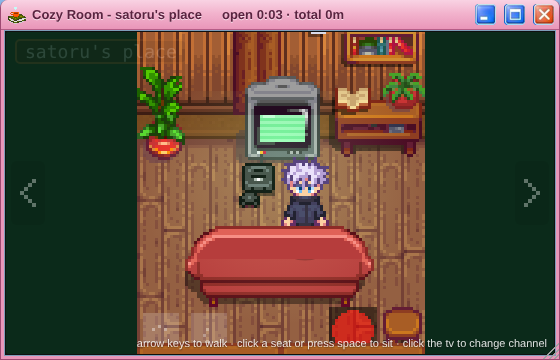 Cozy Room - satoru's place open 0:03 · total 0m
satoru's place
arrow keys to walk · click a seat or press space to sit · click the tv to change channel